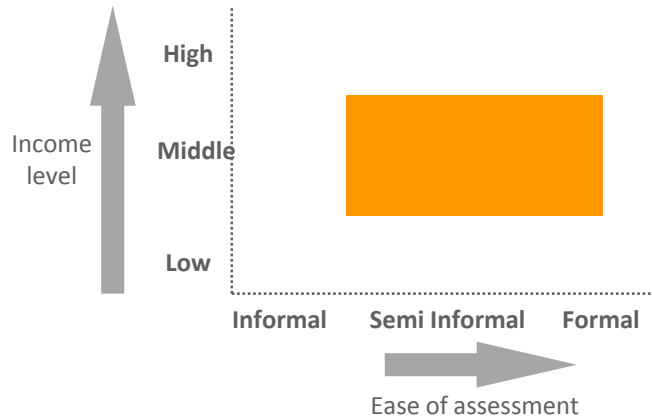 High
Income
level
Middle
Low
Informal Semi Informal Formal
Ease of assessment